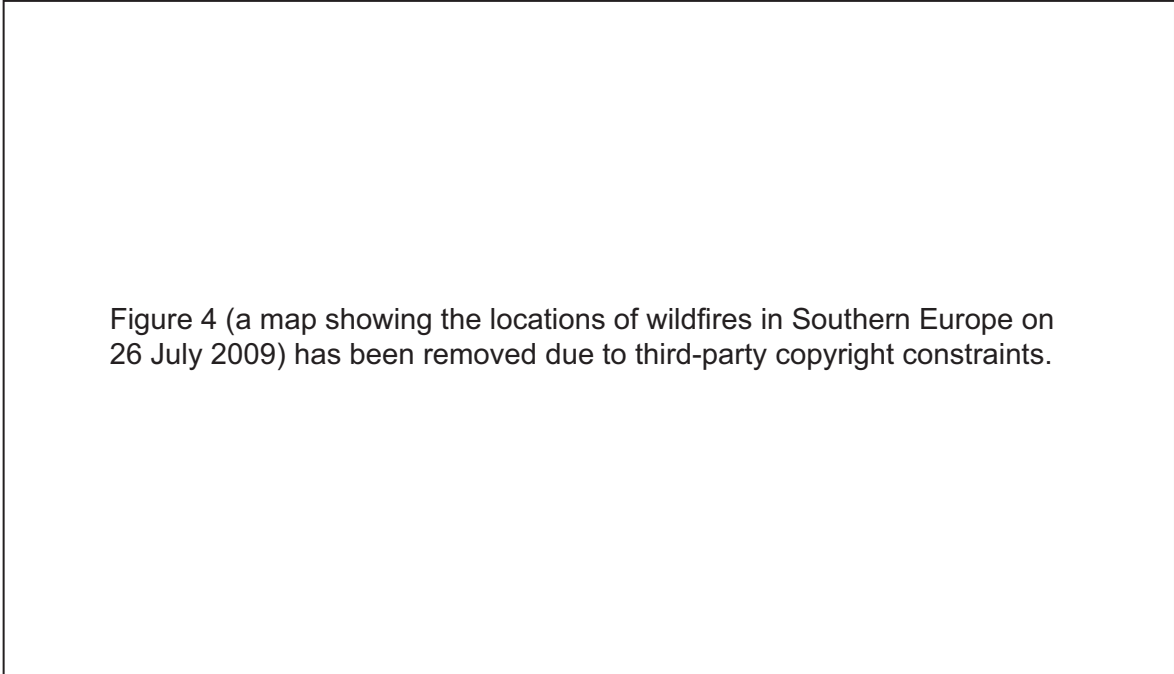 Figure 4 (a map showing the locations of wildfires in Southern Europe on
26 July 2009) has been removed due to third-party copyright constraints.